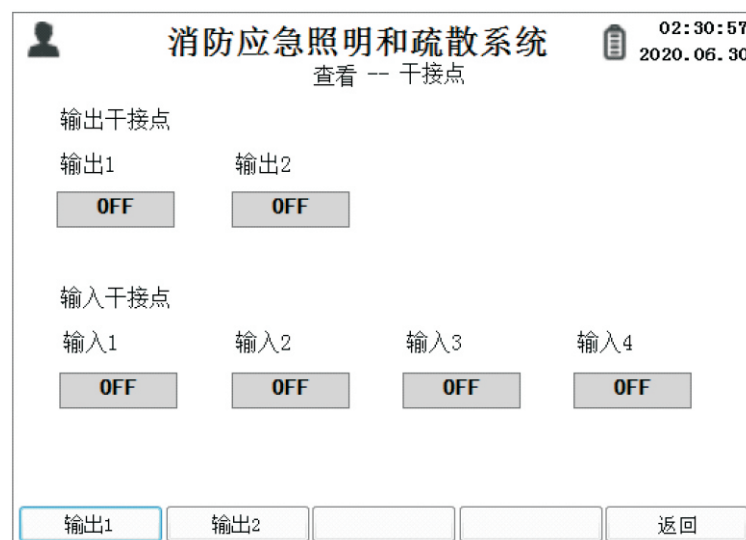 消防应急照明和疏散系统
02:30:57
2020.06.30
查看 -- 干接点
输出干接点
输出1 输出2
OFF OFF
输入干接点
输入1 输入2 输入3 输入4
OFF OFF OFF OFF
输出1 输出2 返回